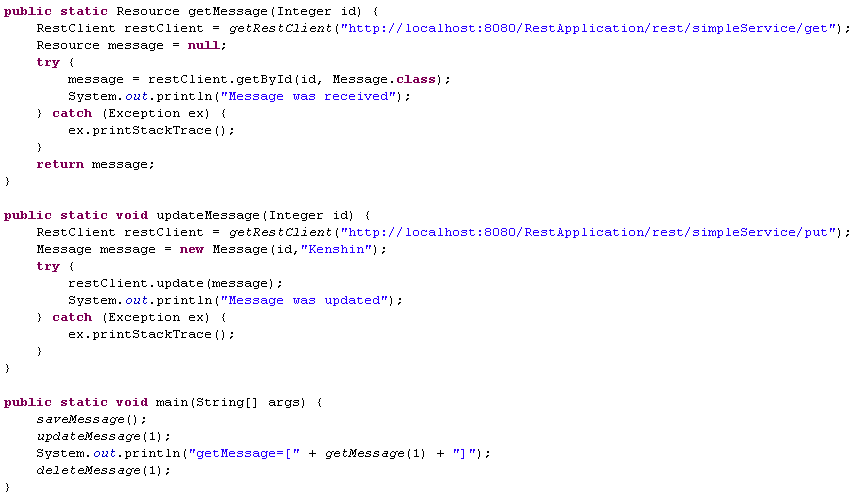 public static Resource getMessage(Integer id) {
    RestClient restClient = getRestClient("http://localhost:8080/RestApplication/rest/simpleService/get");
    Resource message = null;
    try {
        message = restClient.getById(id, Message.class);
        System.out.println("Message was received");
    } catch (Exception ex) {
        ex.printStackTrace();
    }
    return message;
}

public static void updateMessage(Integer id) {
    RestClient restClient = getRestClient("http://localhost:8080/RestApplication/rest/simpleService/put");
    Message message = new Message(id,"Kenshin");
    try {
        restClient.update(message);
        System.out.println("Message was updated");
    } catch (Exception ex) {
        ex.printStackTrace();
    }
}

public static void main(String[] args) {
    saveMessage();
    updateMessage(1);
    System.out.println("getMessage=[" + getMessage(1) + "]");
    deleteMessage(1);
}